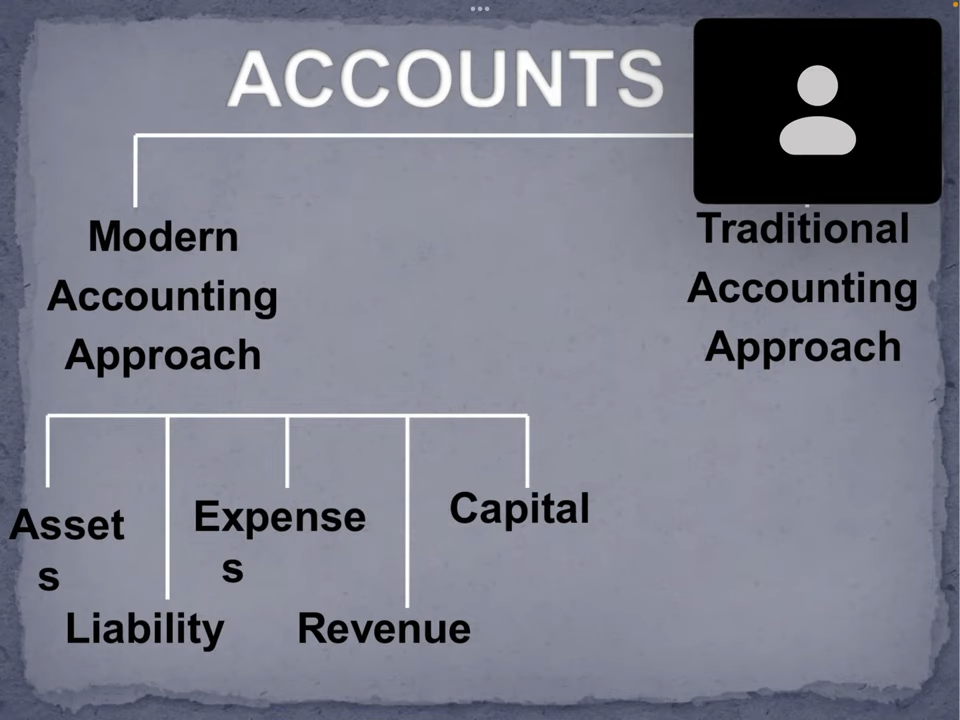 ACCOUNTS
Modern
Accounting
Approach
Traditional
Accounting
Approach
Asset
s
Expense
s
Capital
Liability
Revenue